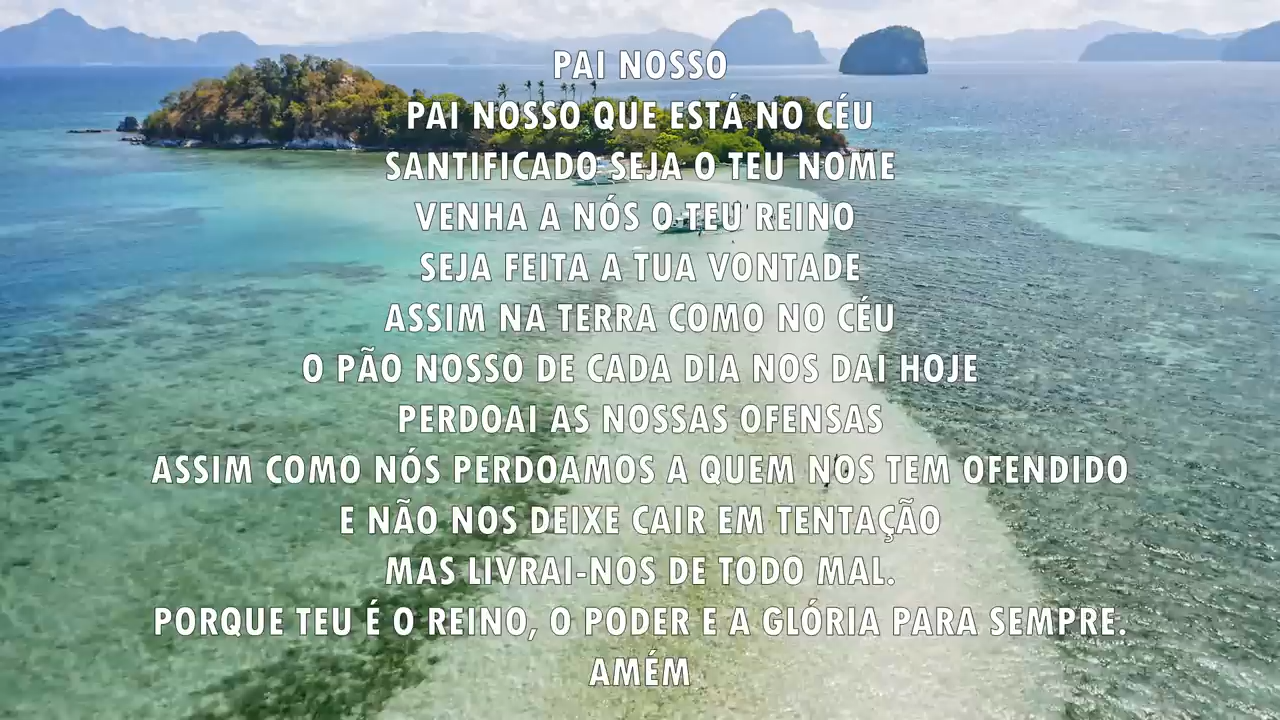 PAI NOSSO
PAI NOSSO QUE ESTÁ NO CÉU
SANTIFICADO SEJA O TEU NOME
VENHA A NÓS O TEU REINO
SEJA FEITA A TUA VONTADE
ASSIM NA TERRA COMO NO CÉU
O PÃO NOSSO DE CADA DIA NOS DAI HOJE
PERDOAI AS NOSSAS OFENSAS
ASSIM COMO NÓS PERDOAMOS A QUEM NOS TEM OFENDIDO
E NÃO NOS DEIXE CAIR EM TENTAÇÃO
MAS LIVRAI-NOS DE TODO MAL.
PORQUE TEU É O REINO, O PODER E A GLÓRIA PARA SEMPRE.
AMÉM